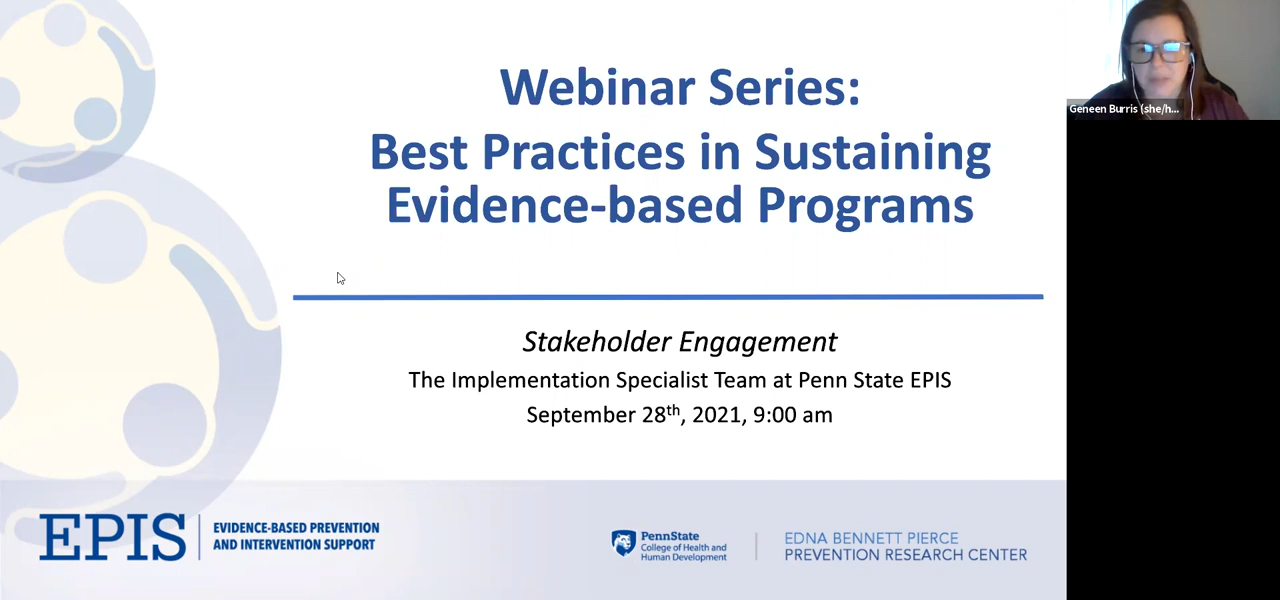 Webinar Series:
Best Practices in Sustaining
Evidence-based Programs
Geneen Burris (she/h...
Stakeholder Engagement
The Implementation Specialist Team at Penn State EPIS
September 28th, 2021, 9:00 am
EPIS
EVIDENCE-BASED PREVENTION
AND INTERVENTION SUPPORT
PennState
College of Health and
Human Development
EDNA BENNETT PIERCE
PREVENTION RESEARCH CENTER